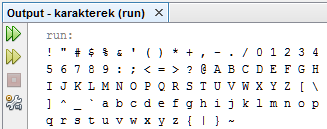 Output - karakterek (run)
run:
! " # $ % & ' ( ) * + , - . / 0 1 2 3 4
5 6 7 8 9 : ; < = > ? @ A B C D E F G H
I J K L M N O P Q R S T U V W X Y Z [ \
] ^ _ ` a b c d e f g h i j k l m n o p
q r s t u v w x y z { | } ~